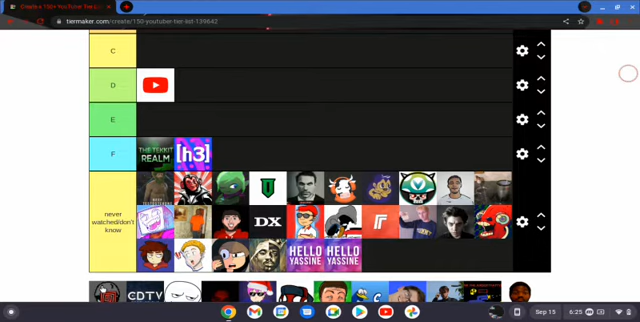 Create a 150+ YouTuber Tier Li
tiermaker.com/create/150-youtuber-tier-list-139642
C
D
E
F
THE TEKKIT
REALM
[h3]
never
watched/don't
know
DX
HELLO
YASSINE
HELLO
YASSINE
CDTV
Sep 15
6:25